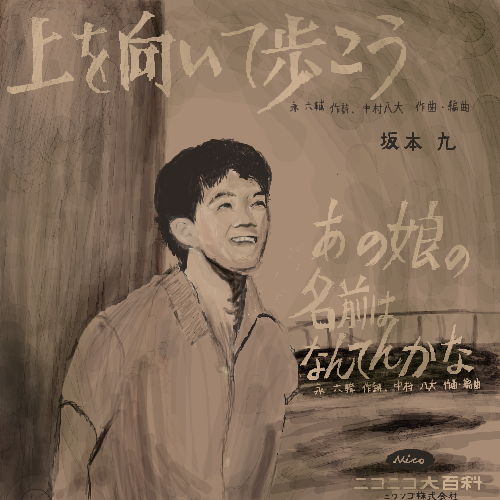 上を向いて歩こう
永 六輔 作詞、中村八大 作曲・編曲
坂本 九
あの娘の
名前は
なんてんかな
永 六輔 作詞、中村 八大 作曲・編曲
Nico
ニコニコ大百科
ニワンゴ株式会社